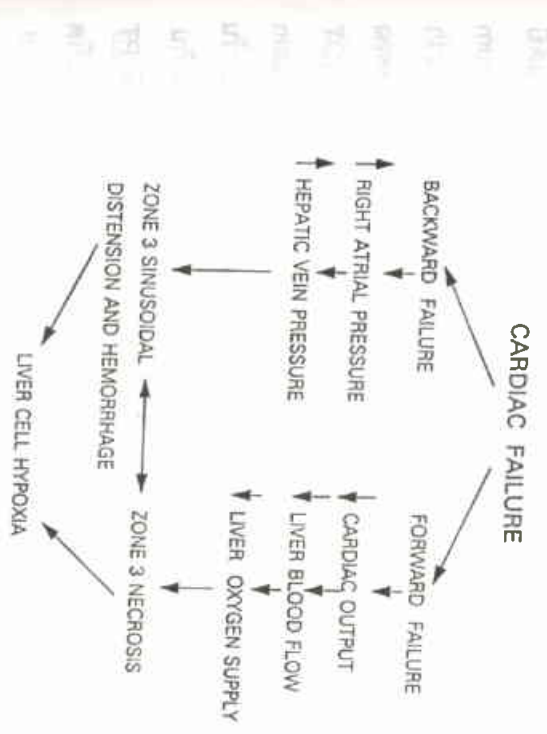 CARDIAC FAILURE
BACKWARD FAILURE
↑ RIGHT ATRIAL PRESSURE
↑ HEPATIC VEIN PRESSURE
ZONE 3 SINUSOIDAL
DISTENSION AND HEMORRHAGE
FORWARD FAILURE
↓ CARDIAC OUTPUT
↓ LIVER BLOOD FLOW
↓ LIVER OXYGEN SUPPLY
ZONE 3 NECROSIS
LIVER CELL HYPOXIA